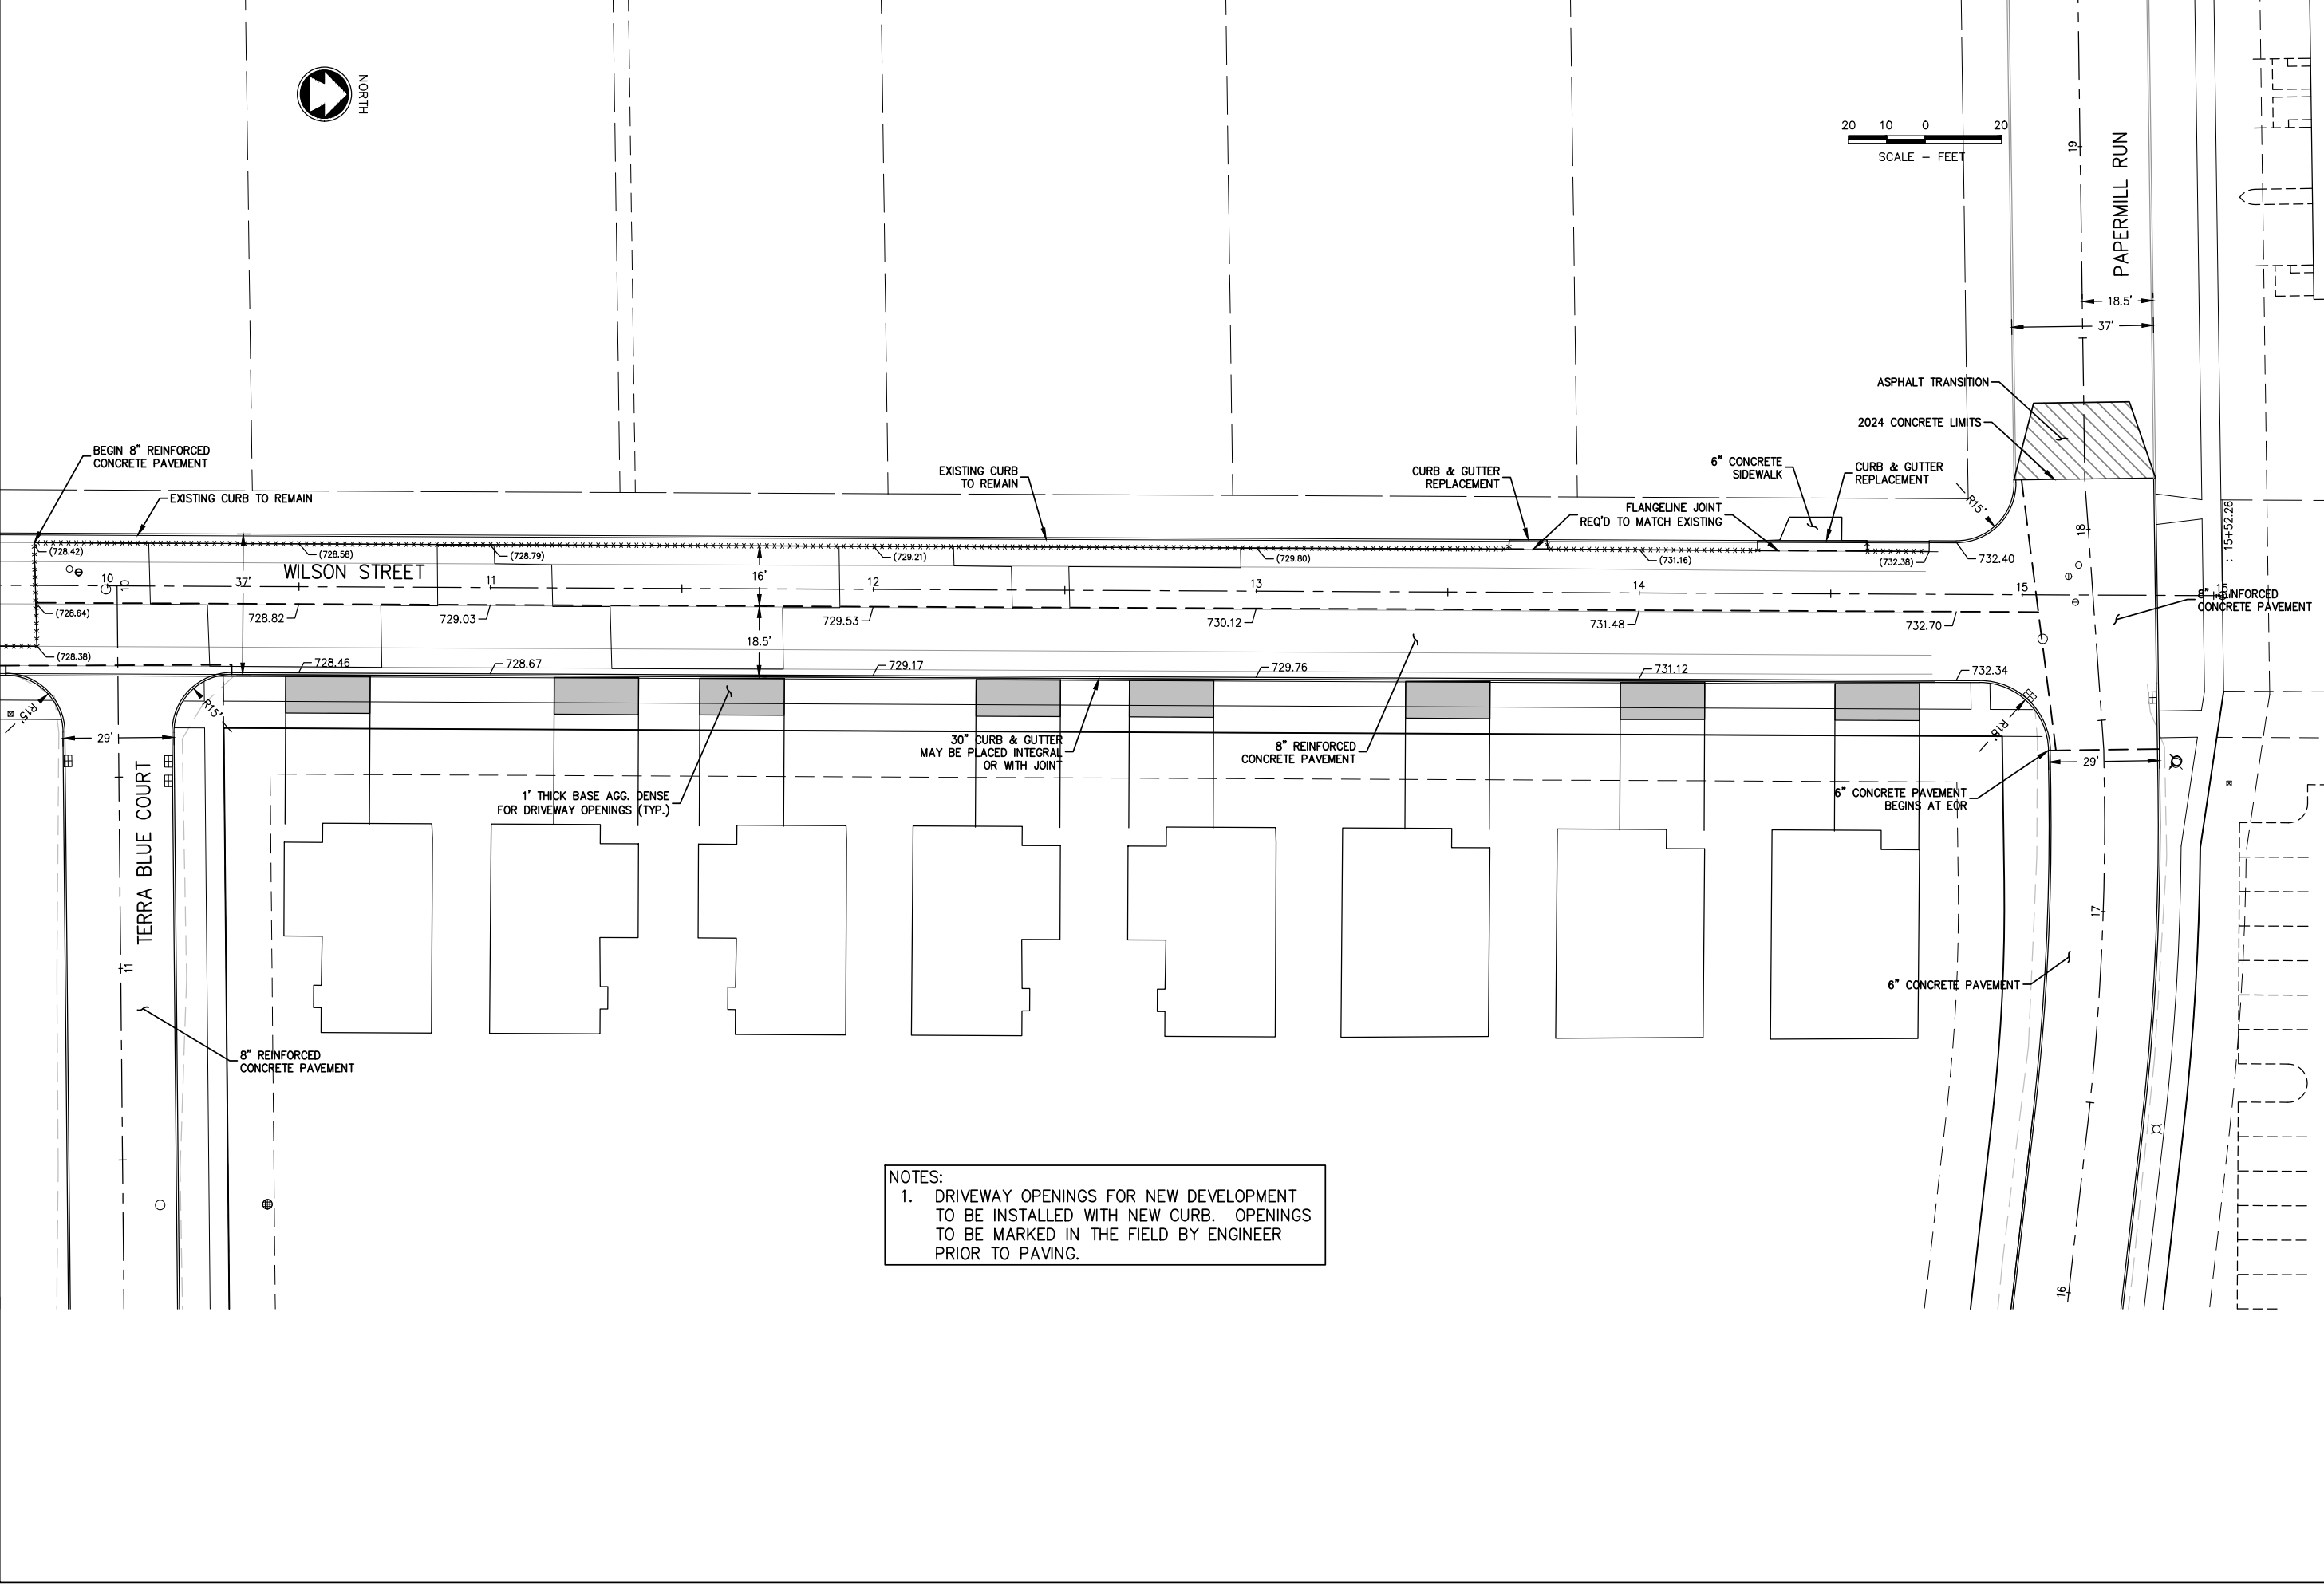 NORTH
20 10 0 20
SCALE – FEET
19
PAPERMILL RUN
18.5'
37'
ASPHALT TRANSITION
2024 CONCRETE LIMITS
BEGIN 8" REINFORCED
CONCRETE PAVEMENT
EXISTING CURB TO REMAIN
EXISTING CURB
TO REMAIN
CURB & GUTTER
REPLACEMENT
6" CONCRETE
SIDEWALK
CURB & GUTTER
REPLACEMENT
FLANGELINE JOINT
REQ'D TO MATCH EXISTING
R15'
18
15+52.26
(728.42)
(728.58)
(728.79)
(729.21)
(729.80)
(731.16)
(732.38)
732.40
WILSON STREET
37'
16'
10
10
11
12
13
14
15
15
8" REINFORCED
CONCRETE PAVEMENT
(728.64)
728.82
729.03
729.53
730.12
731.48
732.70
18.5'
(728.38)
728.46
728.67
729.17
729.76
731.12
732.34
R15'
R15'
R18'
29'
29'
30" CURB & GUTTER
MAY BE PLACED INTEGRAL
OR WITH JOINT
8" REINFORCED
CONCRETE PAVEMENT
1' THICK BASE AGG. DENSE
FOR DRIVEWAY OPENINGS (TYP.)
6" CONCRETE PAVEMENT
BEGINS AT EOR
TERRA BLUE COURT
11
17
6" CONCRETE PAVEMENT
8" REINFORCED
CONCRETE PAVEMENT
16
NOTES:
1. DRIVEWAY OPENINGS FOR NEW DEVELOPMENT
TO BE INSTALLED WITH NEW CURB. OPENINGS
TO BE MARKED IN THE FIELD BY ENGINEER
PRIOR TO PAVING.